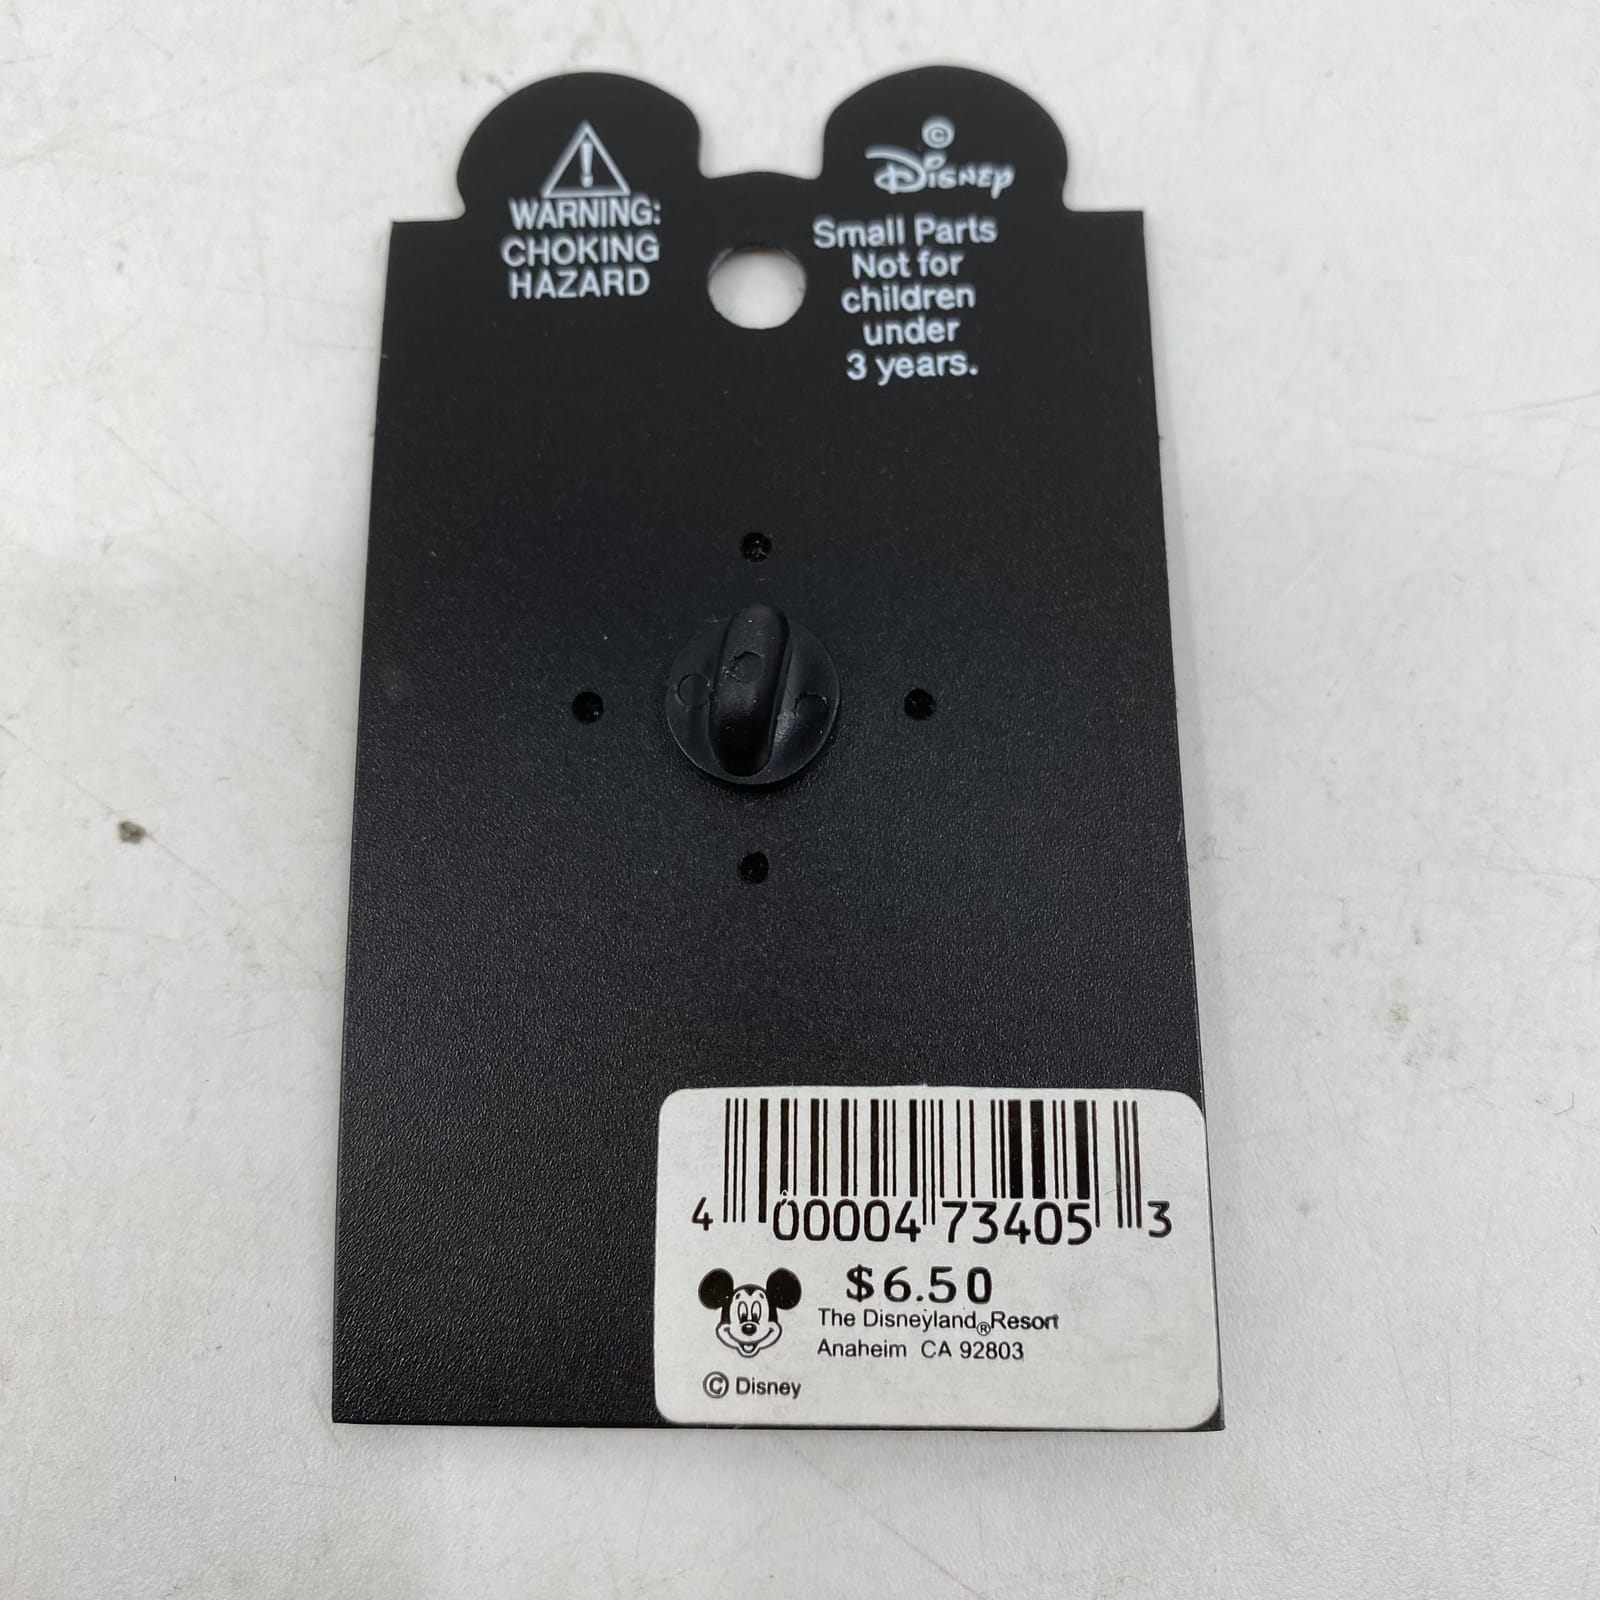 WARNING:
CHOKING
HAZARD
©
Disney
Small Parts
Not for
children
under
3 years.
4 00004 73405 3
$6.50
The Disneyland® Resort
Anaheim CA 92803
© Disney